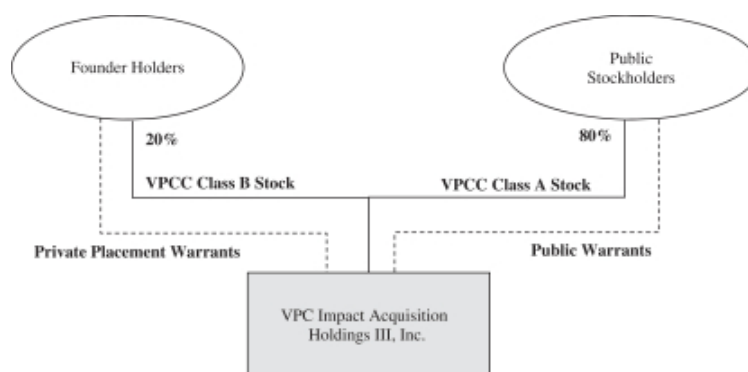 Founder Holders
Public
Stockholders
20%
80%
VPCC Class B Stock
VPCC Class A Stock
Private Placement Warrants
Public Warrants
VPC Impact Acquisition
Holdings III, Inc.